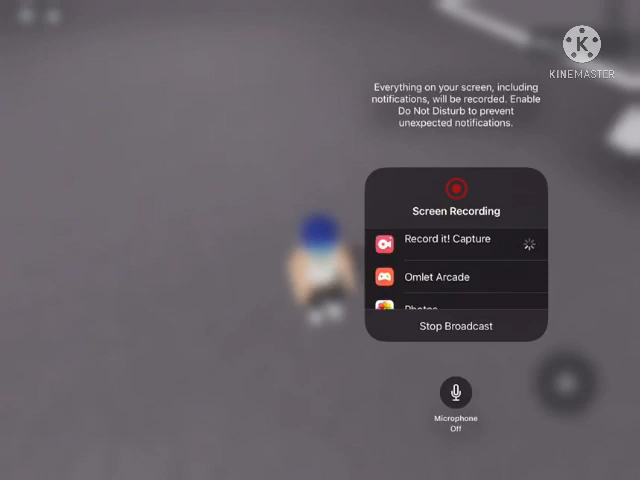 K
KINEMASTER
Everything on your screen, including
notifications, will be recorded. Enable
Do Not Disturb to prevent
unexpected notifications.
Screen Recording
Record it! Capture
Omlet Arcade
Photos
Stop Broadcast
Microphone
Off